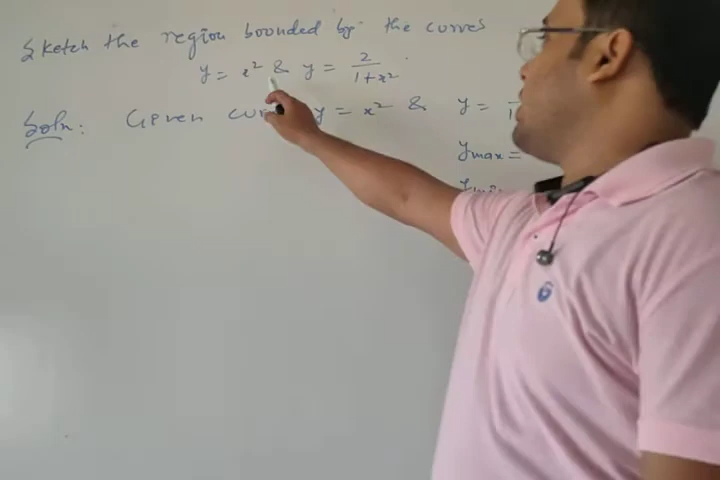 Sketch the region bounded by the curves
y = x² & y = 2/(1+x²)
Soln: Given y = x² & y =
ymax =